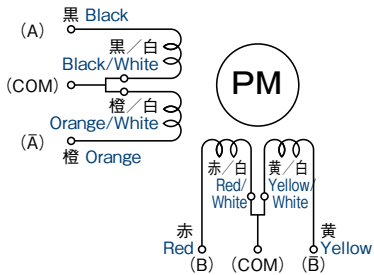 (A) 黒 Black
黒／白
Black/White
(COM)
橙／白
Orange/White
(Ā)
橙 Orange
PM
赤／白
Red/
White
黄／白
Yellow/
White
赤
Red
(B)
(COM)
(B̄)
黄
Yellow